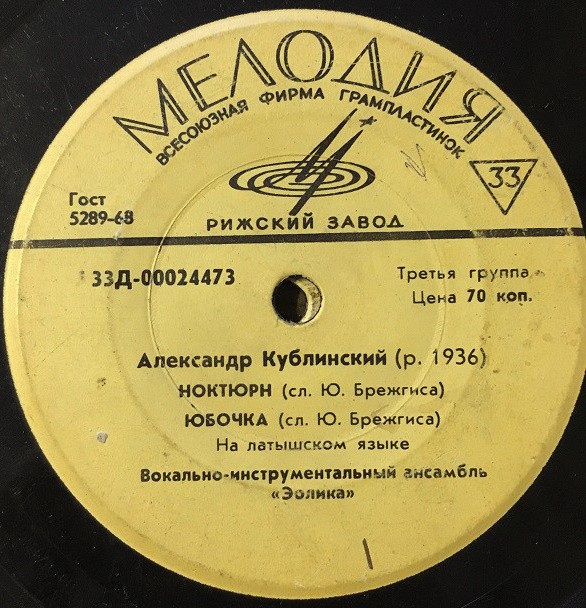 МЕЛОДИЯ
ВСЕСОЮЗНАЯ ФИРМА ГРАМПЛАСТИНОК
33
Гост
5289-68
РИЖСКИЙ ЗАВОД
33Д-00024473
Третья группа
Цена 70 коп.
Александр Кублинский (р. 1936)
НОКТЮРН (сл. Ю. Брежгиса)
ЮБОЧКА (сл. Ю. Брежгиса)
На латышском языке
Вокально-инструментальный ансамбль
«Эолика»